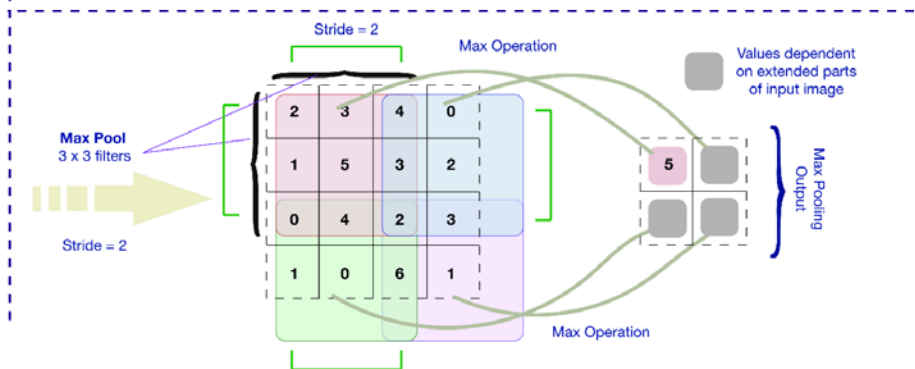 Stride = 2
Max Operation
Values dependent
on extended parts
of input image
Max Pool
3 x 3 filters
2 3 4 0
1 5 3 2
0 4 2 3
1 0 6 1
5
Max Pooling
Output
Stride = 2
Max Operation